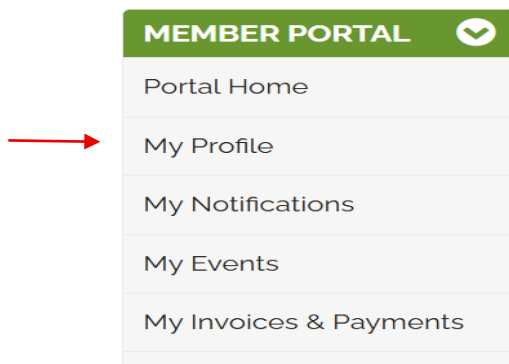 MEMBER PORTAL
Portal Home
My Profile
My Notifications
My Events
My Invoices & Payments